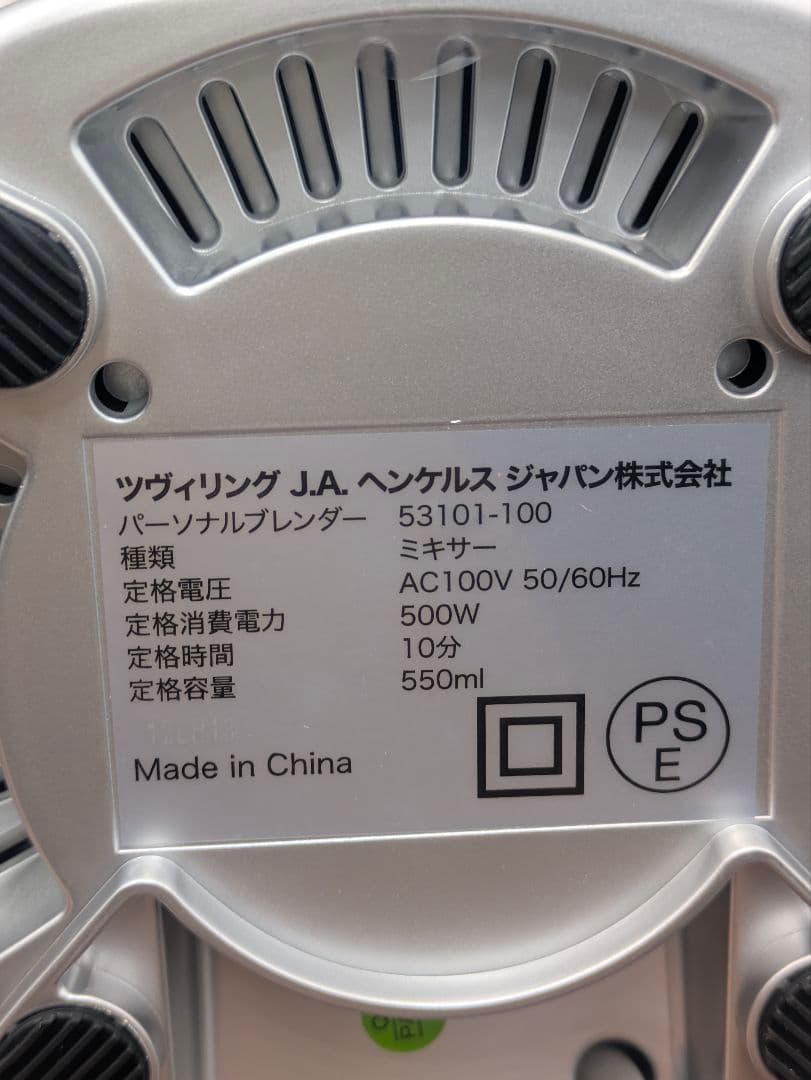 ツヴィリング J.A. ヘンケルス ジャパン株式会社
パーソナルブレンダー 53101-100
種類 ミキサー
定格電圧 AC100V 50/60Hz
定格消費電力 500W
定格時間 10分
定格容量 550ml
Made in China
PS
E